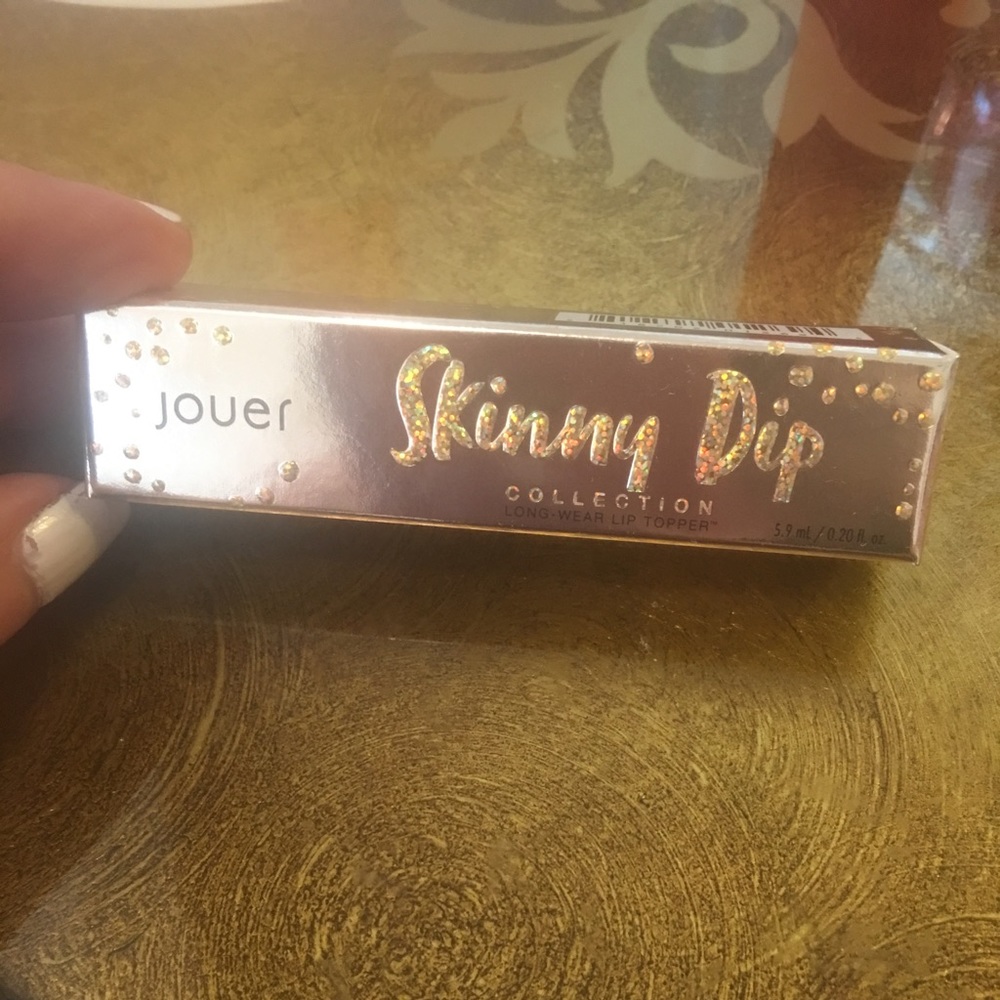 jouer
Skinny Dip
COLLECTION
LONG-WEAR LIP TOPPER™
5.9 mL / 0.20 fl. oz.